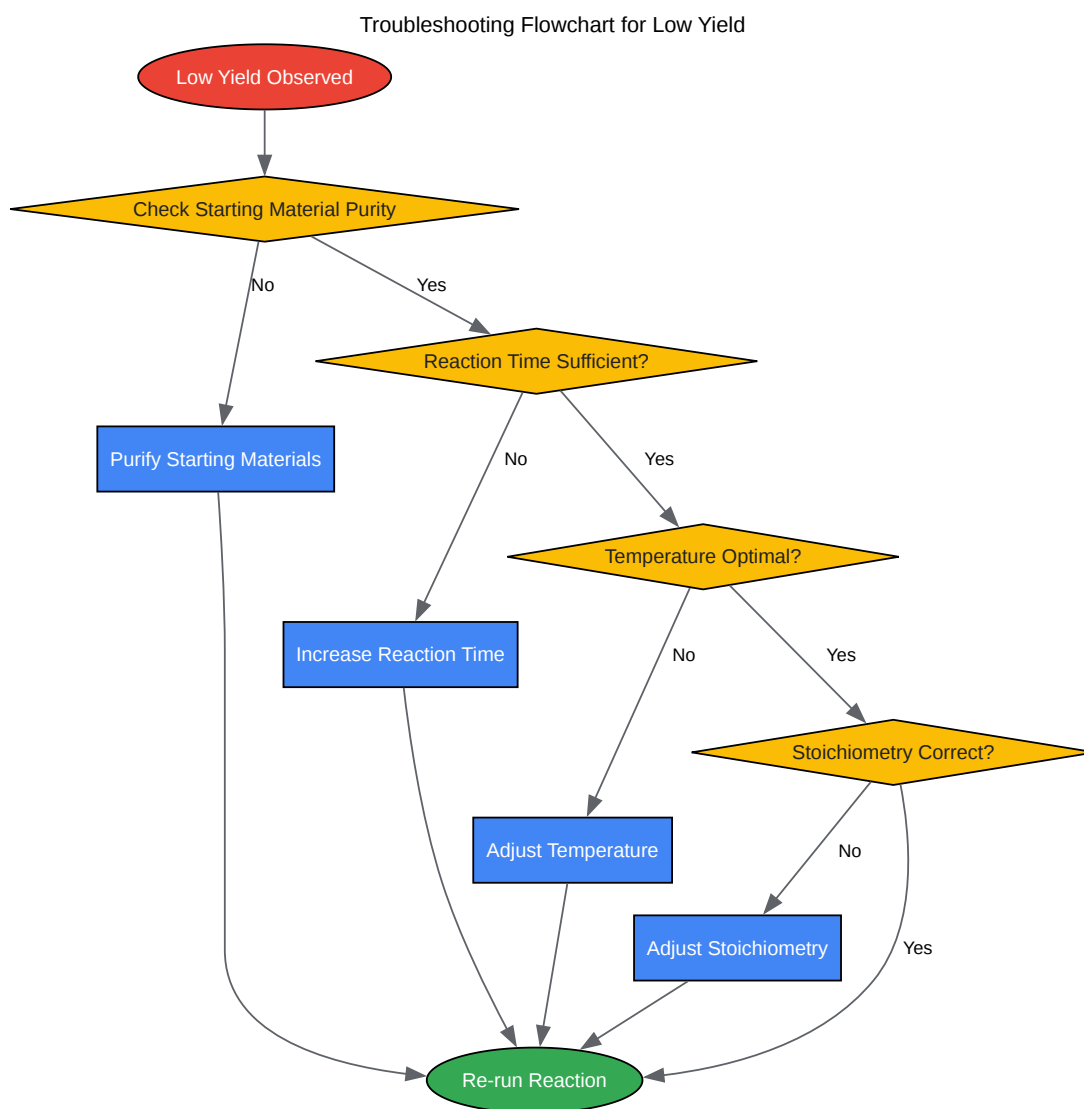 Troubleshooting Flowchart for Low Yield
Low Yield Observed
Check Starting Material Purity
No
Yes
Reaction Time Sufficient?
Purify Starting Materials
No
Yes
Temperature Optimal?
Increase Reaction Time
No
Yes
Stoichiometry Correct?
Adjust Temperature
No
Yes
Adjust Stoichiometry
Re-run Reaction